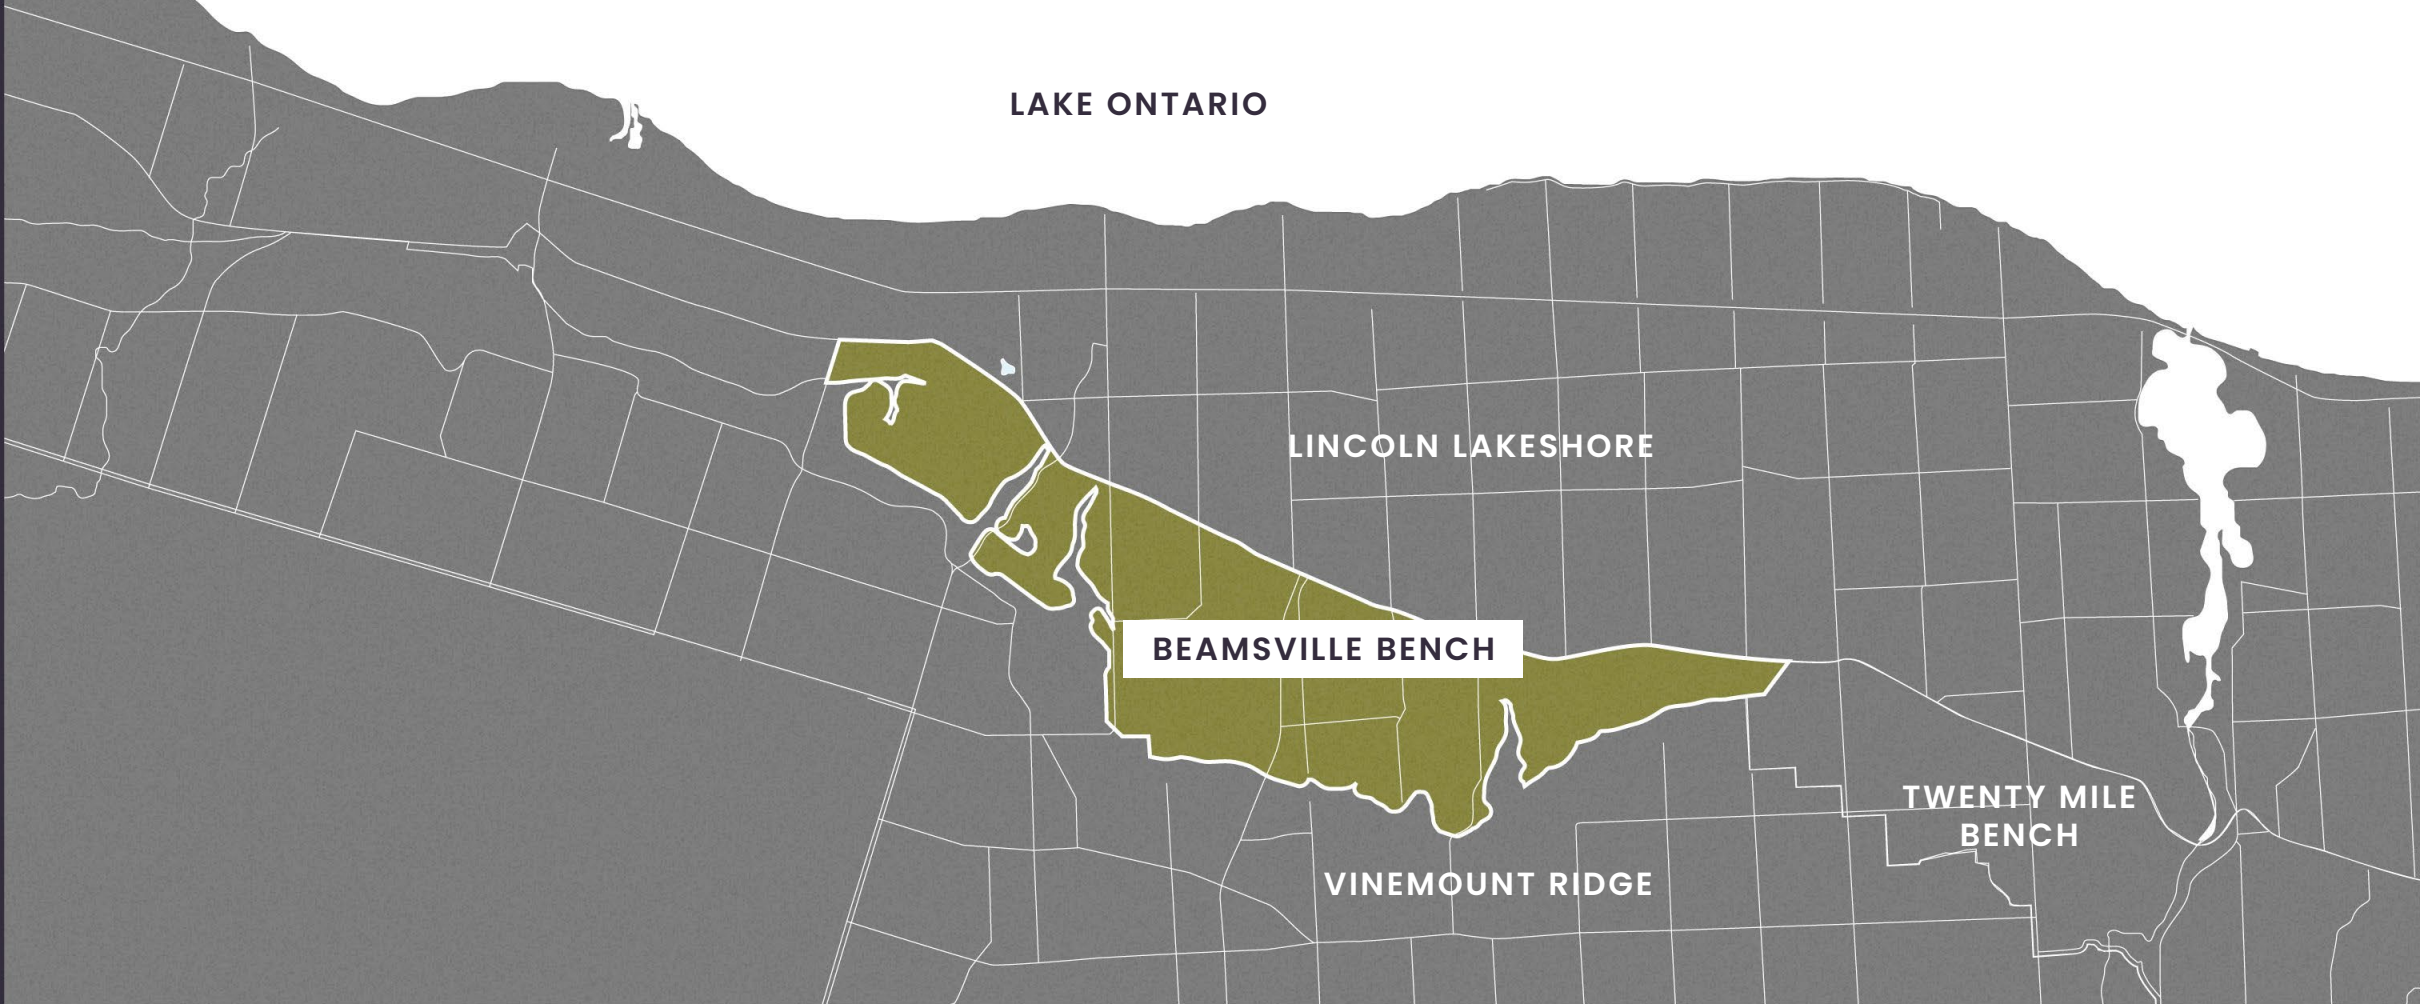 LAKE ONTARIO
LINCOLN LAKESHORE
BEAMSVILLE BENCH
TWENTY MILE
BENCH
VINEMOUNT RIDGE